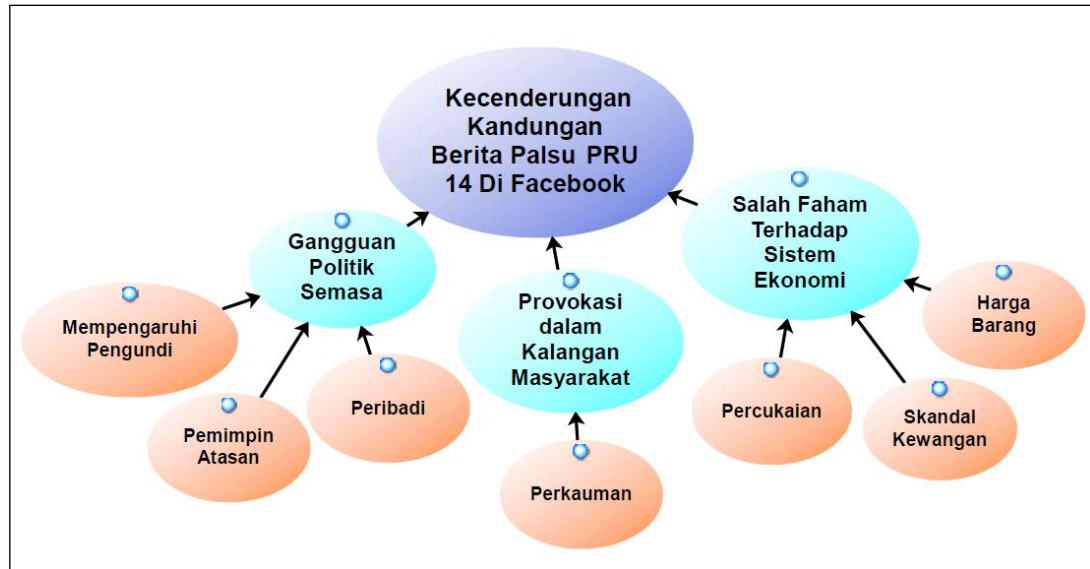 Kecenderungan
Kandungan
Berita Palsu PRU
14 Di Facebook
Gangguan
Politik
Semasa
Salah Faham
Terhadap
Sistem
Ekonomi
Provokasi
dalam
Kalangan
Masyarakat
Mempengaruhi
Pengundi
Pemimpin
Atasan
Peribadi
Perkauman
Percukaian
Skandal
Kewangan
Harga
Barang